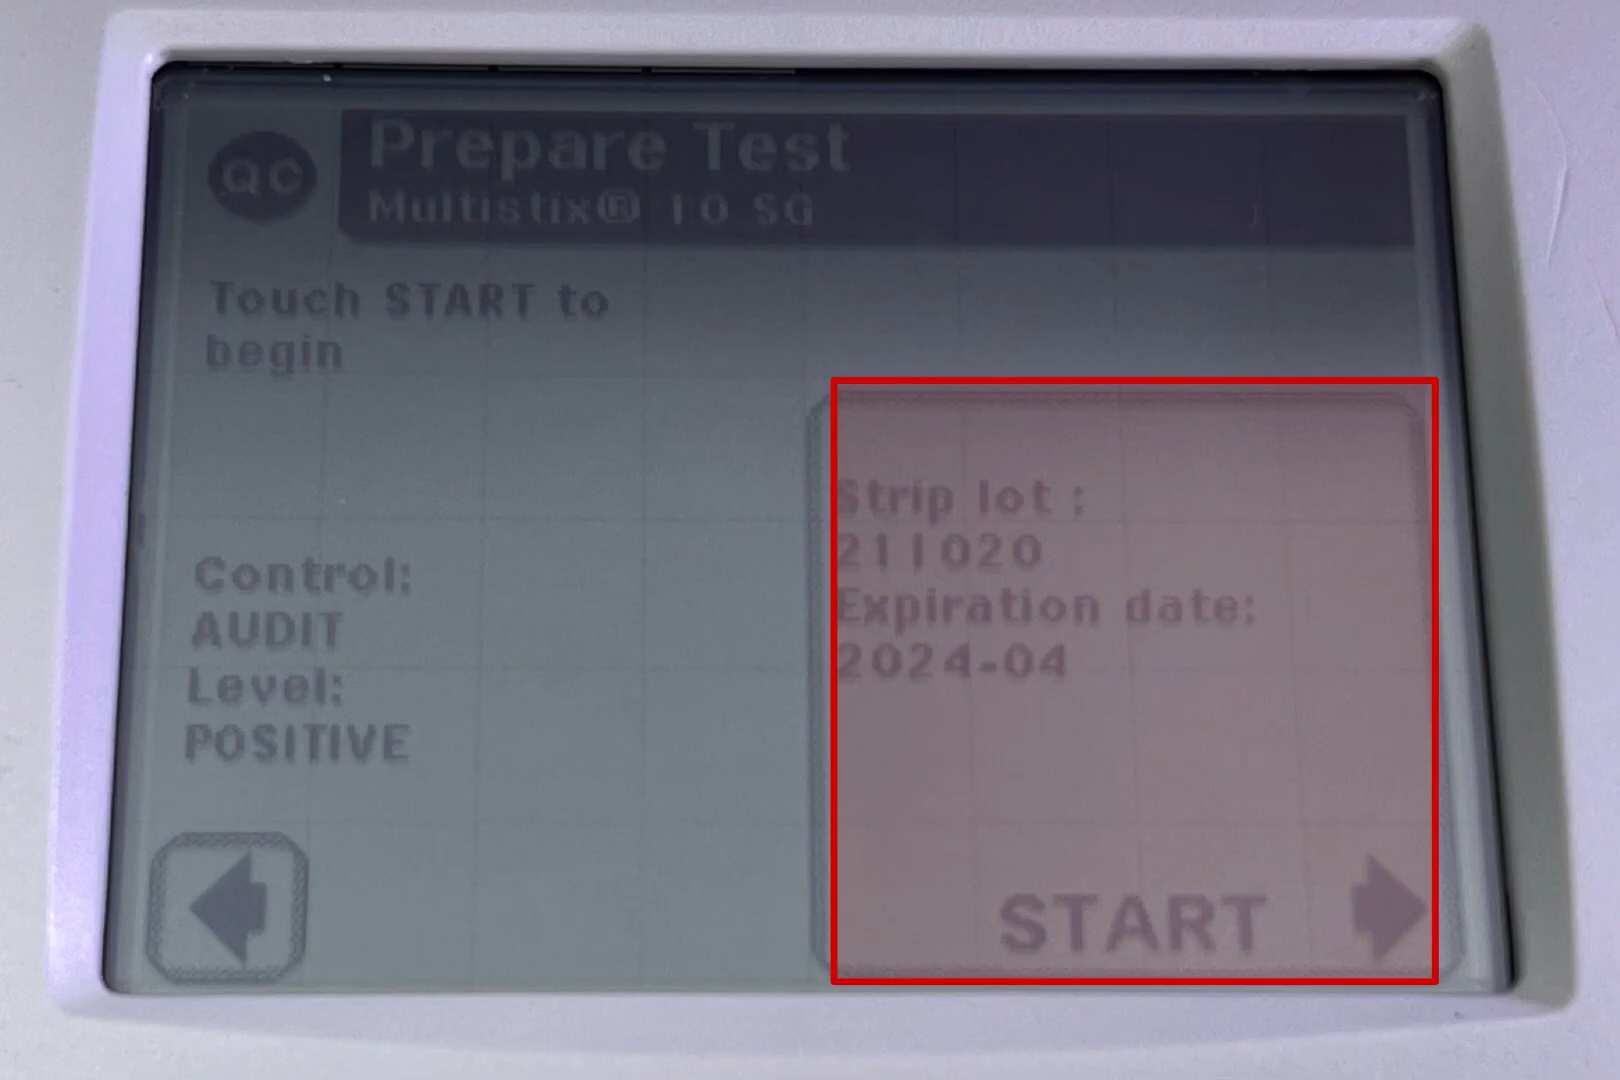 QC
Prepare Test
Multistix® 10 SG
Touch START to
begin
Control:
AUDIT
Level:
POSITIVE
Strip lot :
211020
Expiration date:
2024-04
START